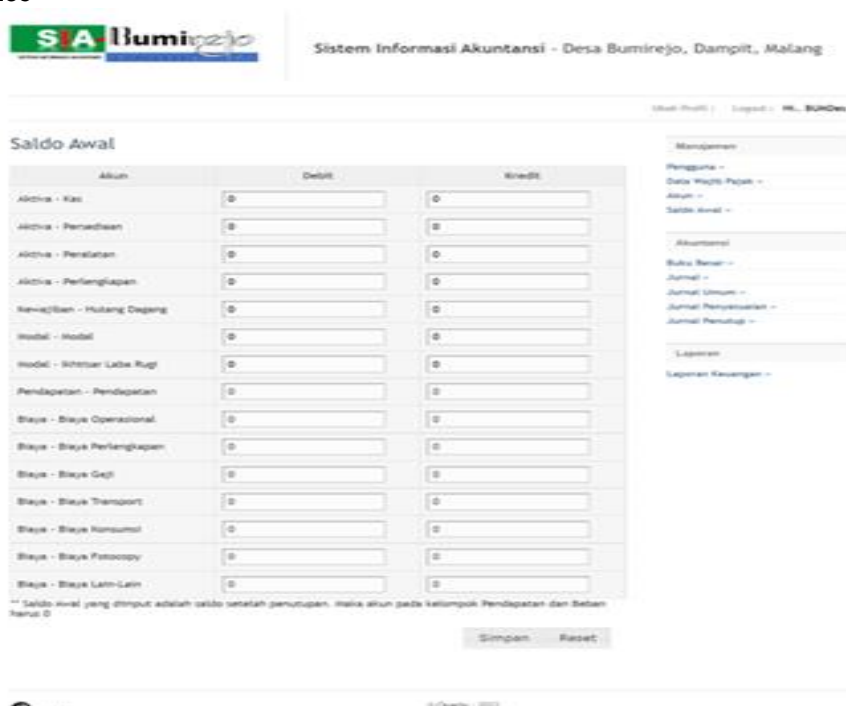 SIA Bumirejo
Sistem Informasi Akuntansi - Desa Bumirejo, Dampit, Malang
Ubah Profil | Logout | Hi.. BUMDes
Saldo Awal
Akun Debit Kredit
Aktiva - Kas 0 0
Aktiva - Persediaan 0 0
Aktiva - Peralatan 0 0
Aktiva - Perlengkapan 0 0
Kewajiban - Hutang Dagang 0 0
Modal - Modal 0 0
Modal - Ikhtisar Laba Rugi 0 0
Pendapatan - Pendapatan 0 0
Biaya - Biaya Operasional 0 0
Biaya - Biaya Perlengkapan 0 0
Biaya - Biaya Gaji 0 0
Biaya - Biaya Transport 0 0
Biaya - Biaya Konsumsi 0 0
Biaya - Biaya Fotocopy 0 0
Biaya - Biaya Lain-Lain 0 0
** Saldo Awal yang diinput adalah saldo setelah penutupan. Maka akun pada kelompok Pendapatan dan Beban
harus 0
Simpan Reset
Manajemen
Pengguna -
Data Wajib Pajak -
Akun -
Saldo Awal -
Akuntansi
Buku Besar -
Jurnal -
Jurnal Umum -
Jurnal Penyesuaian -
Jurnal Penutup -
Laporan
Laporan Keuangan -